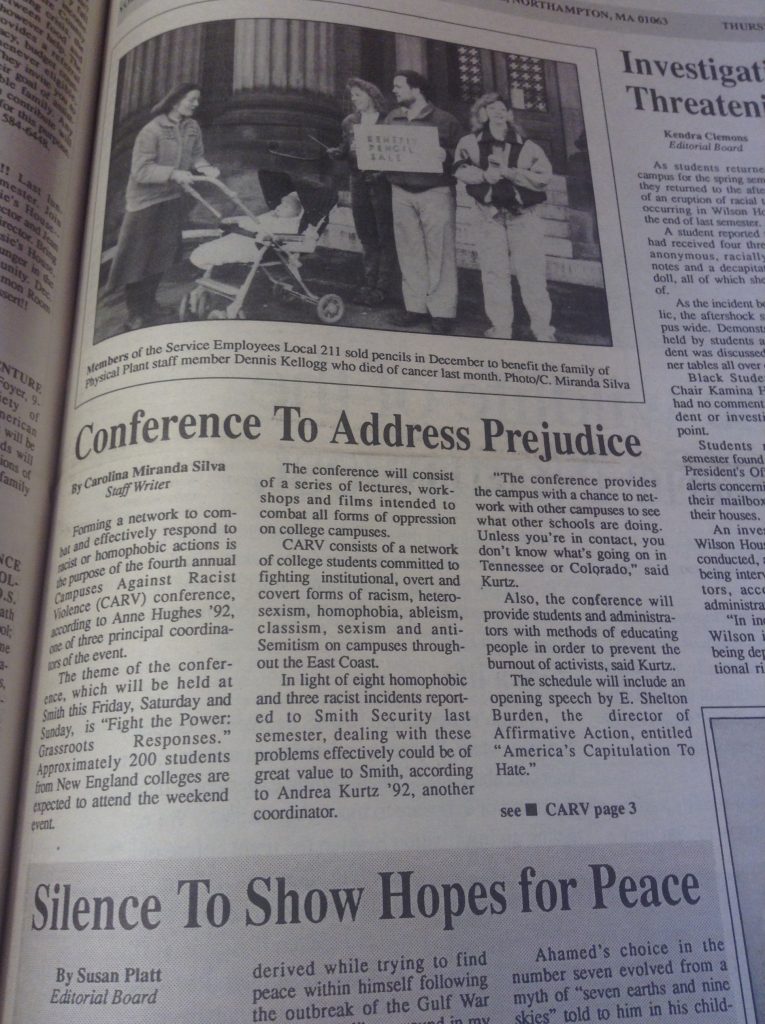 NORTHAMPTON, MA 01063
THURS
584-6448
BENEFIT
PENCIL
SALE
Members of the Service Employees Local 211 sold pencils in December to benefit the family of
Physical Plant staff member Dennis Kellogg who died of cancer last month. Photo/C. Miranda Silva
Conference To Address Prejudice
By Carolina Miranda Silva
Staff Writer
Forming a network to com-
bat and effectively respond to
racist or homophobic actions is
the purpose of the fourth annual
Campuses Against Racist
Violence (CARV) conference,
according to Anne Hughes '92,
one of three principal coordina-
tors of the event.
The theme of the confer-
ence, which will be held at
Smith this Friday, Saturday and
Sunday, is "Fight the Power:
Grassroots Responses."
Approximately 200 students
from New England colleges are
expected to attend the weekend
event.
The conference will consist
of a series of lectures, work-
shops and films intended to
combat all forms of oppression
on college campuses.
CARV consists of a network
of college students committed to
fighting institutional, overt and
covert forms of racism, hetero-
sexism, homophobia, ableism,
classism, sexism and anti-
Semitism on campuses through-
out the East Coast.
In light of eight homophobic
and three racist incidents report-
ed to Smith Security last
semester, dealing with these
problems effectively could be of
great value to Smith, according
to Andrea Kurtz '92, another
coordinator.
"The conference provides
the campus with a chance to net-
work with other campuses to see
what other schools are doing.
Unless you're in contact, you
don't know what's going on in
Tennessee or Colorado," said
Kurtz.
Also, the conference will
provide students and administra-
tors with methods of educating
people in order to prevent the
burnout of activists, said Kurtz.
The schedule will include an
opening speech by E. Shelton
Burden, the director of
Affirmative Action, entitled
"America's Capitulation To
Hate."
see ■ CARV page 3
Investigati
Threateni
Kendra Clemons
Editorial Board
As students returne
campus for the spring sem
they returned to the afte
of an eruption of racial t
occurring in Wilson Ho
the end of last semester.
A student reported
had received four thre
anonymous, racially
notes and a decapitat
doll, all of which she
of.
As the incident be
lic, the aftershock s
pus wide. Demonst
held by students a
dent was discussed
ner tables all over
Black Stude
Chair Kamina P
had no comment
dent or investi
point.
Students r
semester found
President's Off
alerts concerni
their mailbox
their houses.
An inves
Wilson Hous
conducted, a
being interv
tors, acco
administra
"In in
Wilson i
being dep
tional ri
Silence To Show Hopes for Peace
By Susan Platt
Editorial Board
derived while trying to find
peace within himself following
the outbreak of the Gulf War
Ahamed's choice in the
number seven evolved from a
myth of "seven earths and nine
skies" told to him in his child-